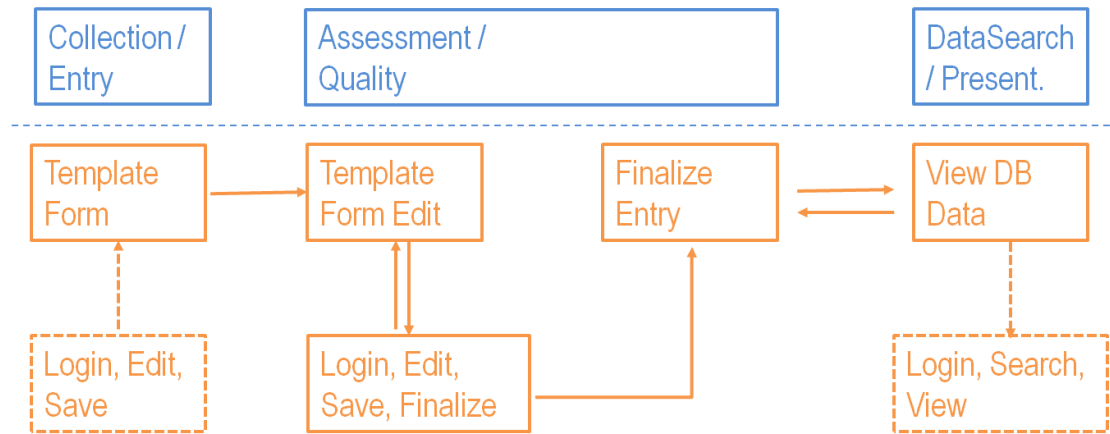 Collection /
Entry
Assessment /
Quality
DataSearch
/ Present.
Template
Form
Template
Form Edit
Finalize
Entry
View DB
Data
Login, Edit,
Save
Login, Edit,
Save, Finalize
Login, Search,
View